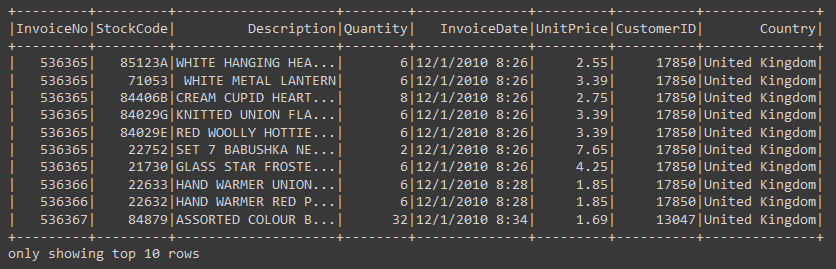 +---------+---------+--------------------+--------+--------------+---------+----------+--------------+
|InvoiceNo|StockCode|         Description|Quantity|   InvoiceDate|UnitPrice|CustomerID|       Country|
+---------+---------+--------------------+--------+--------------+---------+----------+--------------+
|   536365|   85123A|WHITE HANGING HEA...|       6|12/1/2010 8:26|     2.55|     17850|United Kingdom|
|   536365|    71053| WHITE METAL LANTERN|       6|12/1/2010 8:26|     3.39|     17850|United Kingdom|
|   536365|   84406B|CREAM CUPID HEART...|       8|12/1/2010 8:26|     2.75|     17850|United Kingdom|
|   536365|   84029G|KNITTED UNION FLA...|       6|12/1/2010 8:26|     3.39|     17850|United Kingdom|
|   536365|   84029E|RED WOOLLY HOTTIE...|       6|12/1/2010 8:26|     3.39|     17850|United Kingdom|
|   536365|    22752|SET 7 BABUSHKA NE...|       2|12/1/2010 8:26|     7.65|     17850|United Kingdom|
|   536365|    21730|GLASS STAR FROSTE...|       6|12/1/2010 8:26|     4.25|     17850|United Kingdom|
|   536366|    22633|HAND WARMER UNION...|       6|12/1/2010 8:28|     1.85|     17850|United Kingdom|
|   536366|    22632|HAND WARMER RED P...|       6|12/1/2010 8:28|     1.85|     17850|United Kingdom|
|   536367|    84879|ASSORTED COLOUR B...|      32|12/1/2010 8:34|     1.69|     13047|United Kingdom|
+---------+---------+--------------------+--------+--------------+---------+----------+--------------+
only showing top 10 rows